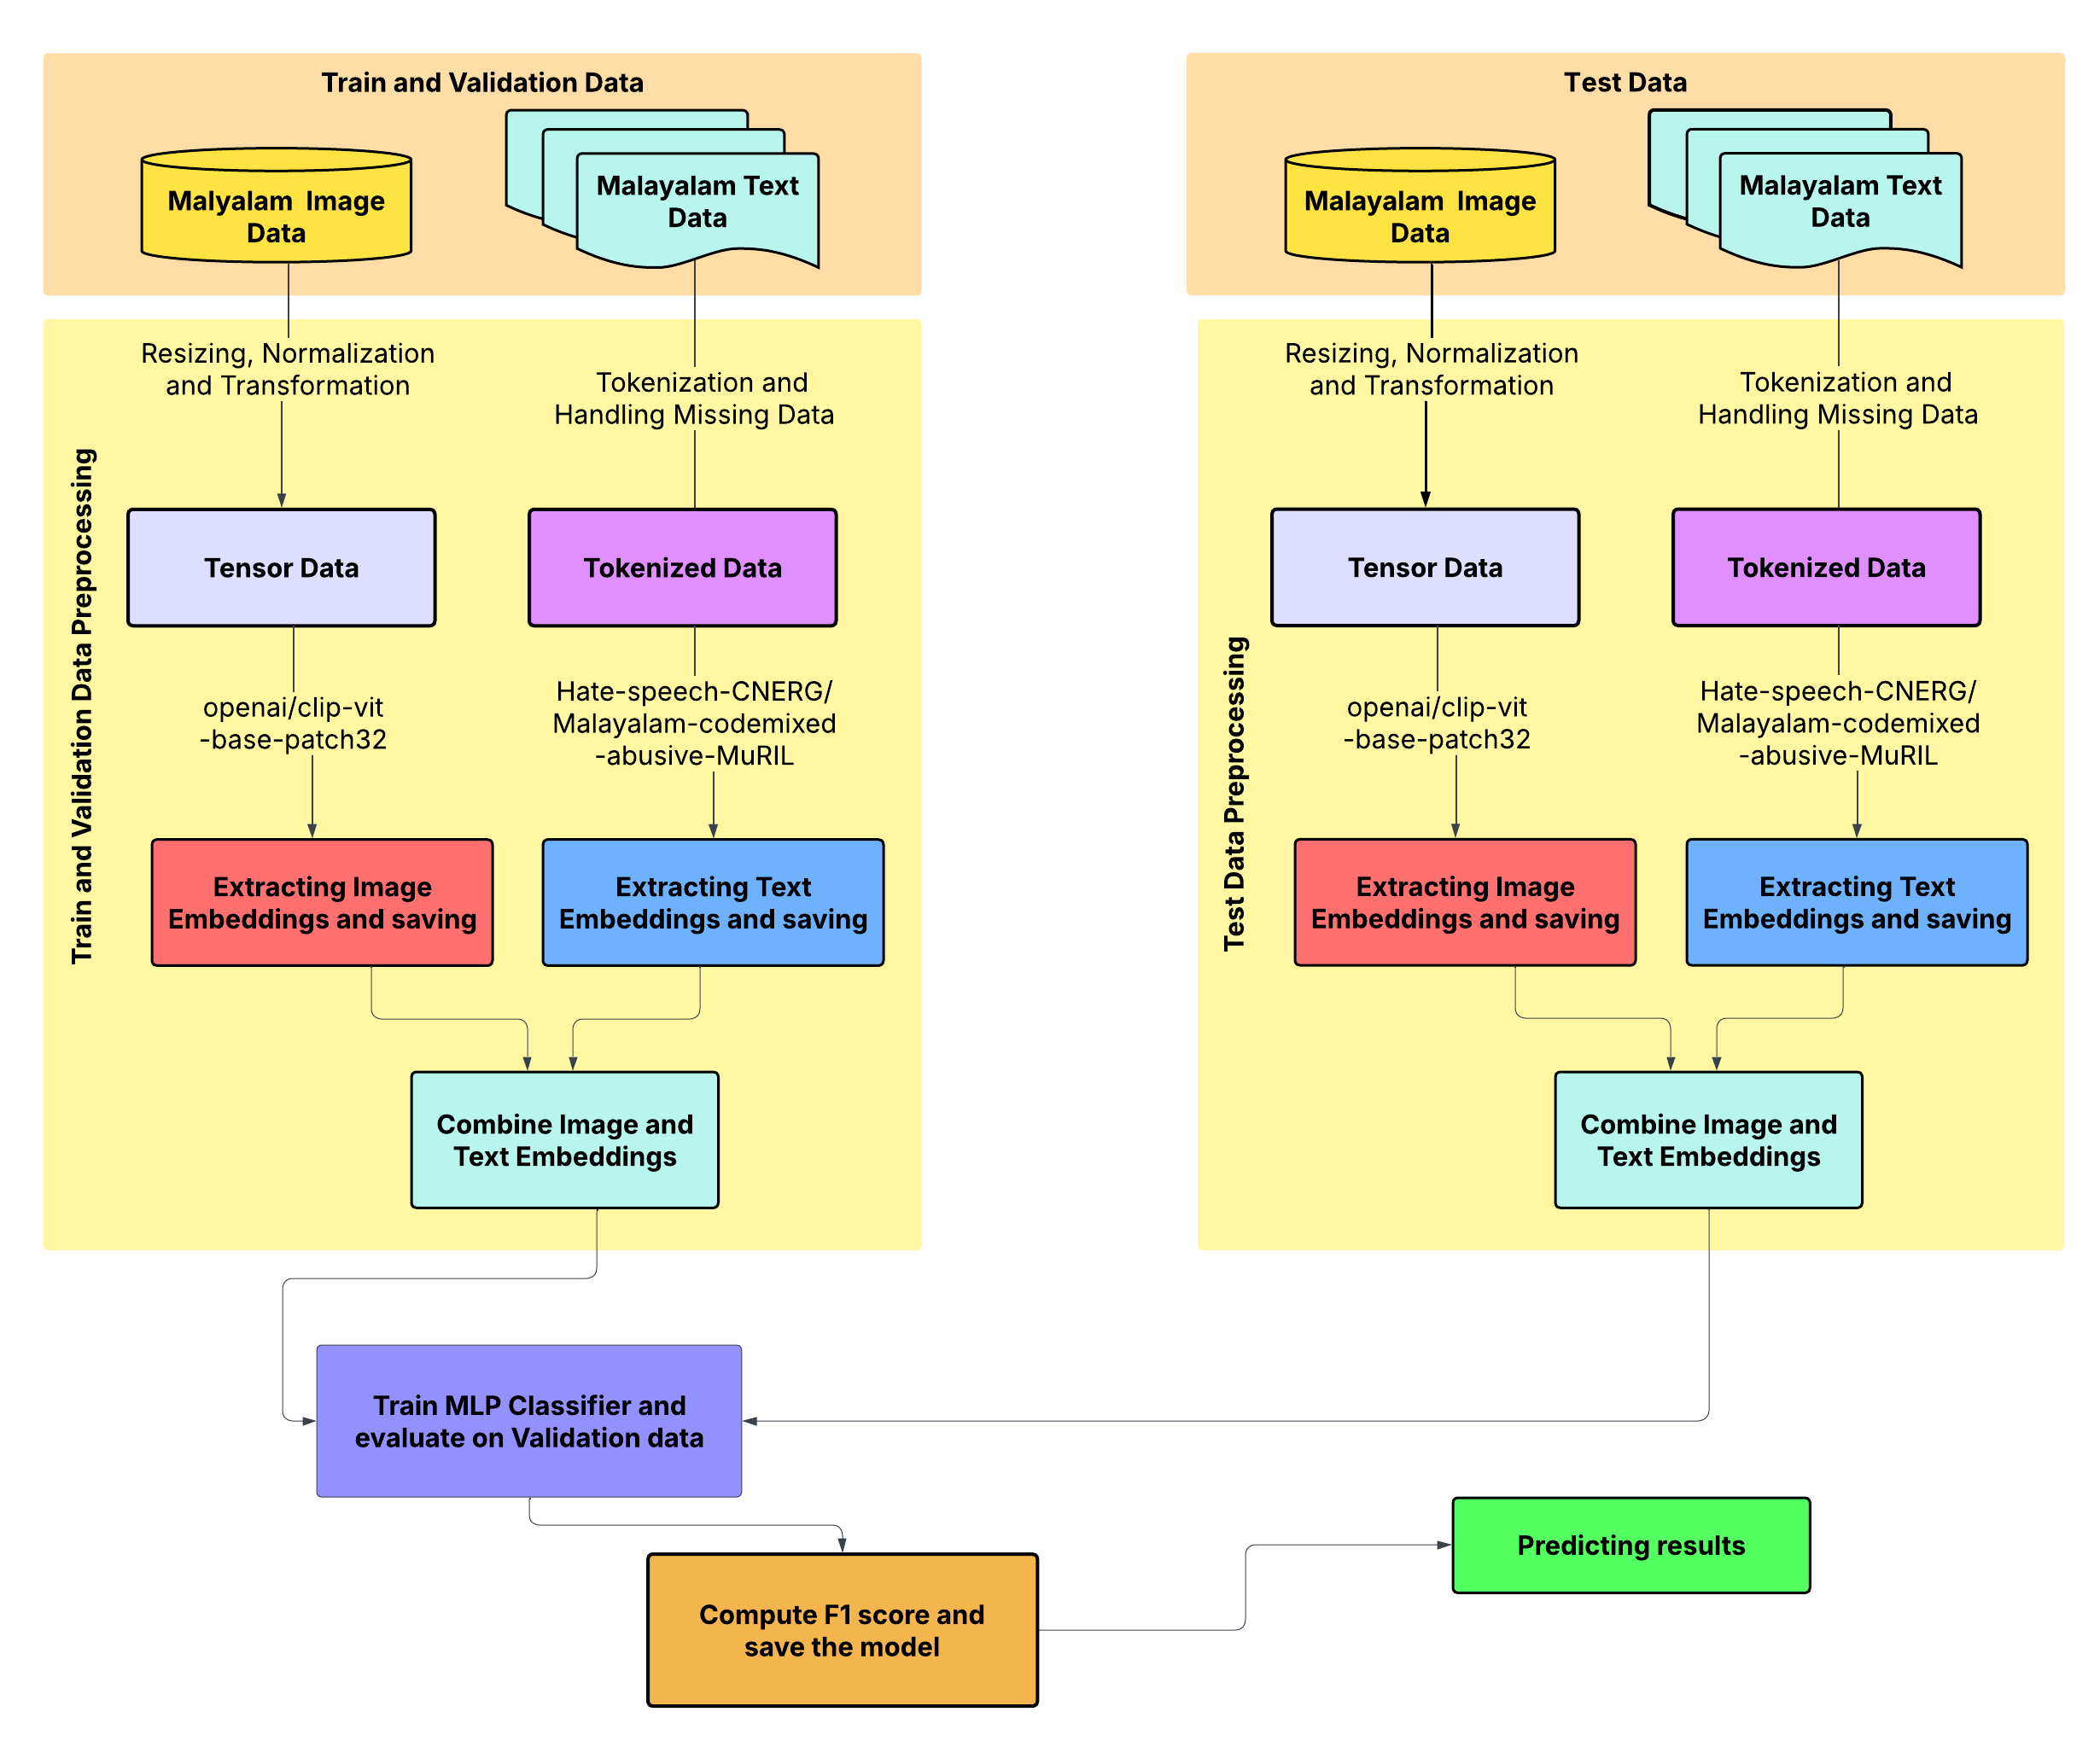 Train and Validation Data
Malyalam Image
Data
Malayalam Text
Data
Train and Validation Data Preprocessing
Resizing, Normalization
and Transformation
Tokenization and
Handling Missing Data
Tensor Data
Tokenized Data
openai/clip-vit
-base-patch32
Hate-speech-CNERG/
Malayalam-codemixed
-abusive-MuRIL
Extracting Image
Embeddings and saving
Extracting Text
Embeddings and saving
Combine Image and
Text Embeddings
Test Data
Malayalam Image
Data
Malayalam Text
Data
Test Data Preprocessing
Resizing, Normalization
and Transformation
Tokenization and
Handling Missing Data
Tensor Data
Tokenized Data
openai/clip-vit
-base-patch32
Hate-speech-CNERG/
Malayalam-codemixed
-abusive-MuRIL
Extracting Image
Embeddings and saving
Extracting Text
Embeddings and saving
Combine Image and
Text Embeddings
Train MLP Classifier and
evaluate on Validation data
Compute F1 score and
save the model
Predicting results